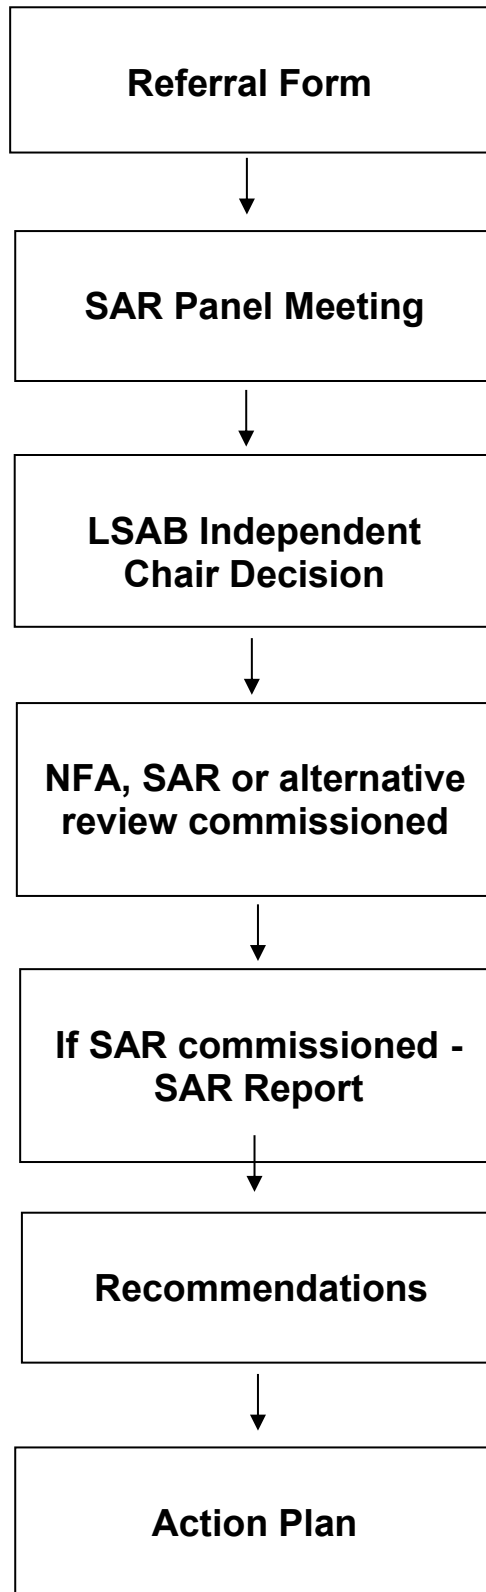 Referral Form
SAR Panel Meeting
LSAB Independent
Chair Decision
NFA, SAR or alternative
review commissioned
If SAR commissioned -
SAR Report
Recommendations
Action Plan